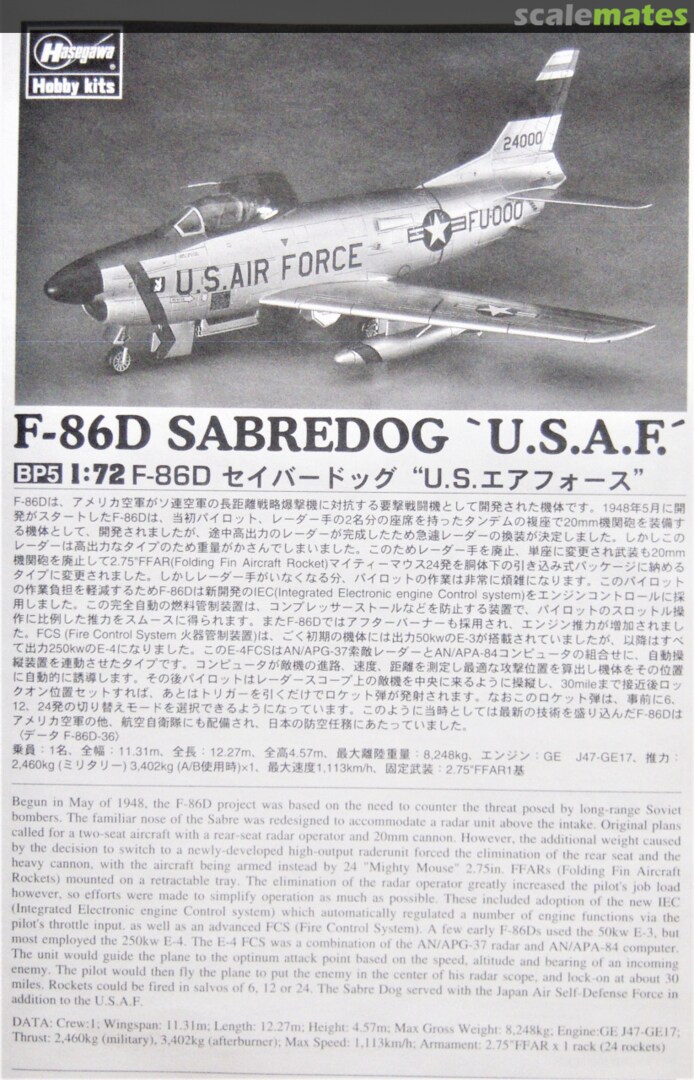 scalemates
Hasegawa
Hobby kits
24000
FU-000
U.S. AIR FORCE
F-86D SABREDOG `U.S.A.F.´
BP5 1:72 F-86D セイバードッグ “U.S.エアフォース”
F-86Dは、アメリカ空軍がソ連空軍の長距離戦略爆撃機に対抗する要撃戦闘機として開発された機体です。1948年5月に開
発がスタートしたF-86Dは、当初パイロット、レーダー手の2名分の座席を持ったタンデムの複座で20mm機関砲を装備す
る機体として、開発されましたが、途中高出力のレーダーが完成したため急遽レーダーの換装が決定しました。しかしこの
レーダーは高出力なタイプのため重量がかさんでしまいました。このためレーダー手を廃止、単座に変更され武装も20mm
機関砲を廃止して2.75"FFAR(Folding Fin Aircraft Rocket)マイティーマウス24発を胴体下の引き込み式パッケージに納める
タイプに変更されました。しかしレーダー手がいなくなる分、パイロットの作業は非常に煩雑になります。このパイロット
の作業負担を軽減するためF-86Dは新開発のIEC(Integrated Electronic engine Control system)をエンジンコントロールに採
用しました。この完全自動の燃料管制装置は、コンプレッサーストールなどを防止する装置で、パイロットのスロットル操
作に比例した推力をスムースに得られます。またF-86Dではアフターバーナーも採用され、エンジン推力が増加されまし
た。FCS (Fire Control System 火器管制装置)は、ごく初期の機体には出力50kwのE-3が搭載されていましたが、以降はすべ
て出力250kwのE-4になりました。このE-4FCSはAN/APG-37索敵レーダーとAN/APA-84コンピュータの組合せに、自動操
縦装置を連動させたタイプです。コンピュータが敵機の進路、速度、距離を測定し最適な攻撃位置を算出し機体をその位置
に自動的に誘導します。その後パイロットはレーダースコープ上の敵機を中央に来るように操縦し、30mileまで接近後ロッ
クオン位置セットすれば、あとはトリガーを引くだけでロケット弾が発射されます。なおこのロケット弾は、事前に6、
12、24発の切り替えモードを選択できるようになっています。このように当時としては最新の技術を盛り込んだF-86Dは
アメリカ空軍の他、航空自衛隊にも配備され、日本の防空任務にあたっていました。
〈データ F-86D-36〉
乗員：1名、全幅：11.31m、全長：12.27m、全高4.57m、最大離陸重量：8,248kg、エンジン：GE J47-GE17、推力：
2,460kg (ミリタリー) 3,402kg (A/B使用時)×1、最大速度1,113km/h、固定武装：2.75"FFAR1基
Begun in May of 1948, the F-86D project was based on the need to counter the threat posed by long-range Soviet
bombers. The familiar nose of the Sabre was redesigned to accommodate a radar unit above the intake. Original plans
called for a two-seat aircraft with a rear-seat radar operator and 20mm cannon. However, the additional weight caused
by the decision to switch to a newly-developed high-output raderunit forced the elimination of the rear seat and the
heavy cannon, with the aircraft being armed instead by 24 "Mighty Mouse" 2.75in. FFARs (Folding Fin Aircraft
Rockets) mounted on a retractable tray. The elimination of the radar operator greatly increased the pilot's job load
however, so efforts were made to simplify operation as much as possible. These included adoption of the new IEC
(Integrated Electronic engine Control system) which automatically regulated a number of engine functions via the
pilot's throttle input. as well as an advanced FCS (Fire Control System). A few early F-86Ds used the 50kw E-3, but
most employed the 250kw E-4. The E-4 FCS was a combination of the AN/APG-37 radar and AN/APA-84 computer.
The unit would guide the plane to the optimum attack point based on the speed, altitude and bearing of an incoming
enemy. The pilot would then fly the plane to put the enemy in the center of his radar scope, and lock-on at about 30
miles. Rockets could be fired in salvos of 6, 12 or 24. The Sabre Dog served with the Japan Air Self-Defense Force in
addition to the U.S.A.F.
DATA: Crew:1; Wingspan: 11.31m; Length: 12.27m; Height: 4.57m; Max Gross Weight: 8,248kg; Engine:GE J47-GE17;
Thrust: 2,460kg (military), 3,402kg (afterburner); Max Speed: 1,113km/h; Armament: 2.75"FFAR x 1 rack (24 rockets)